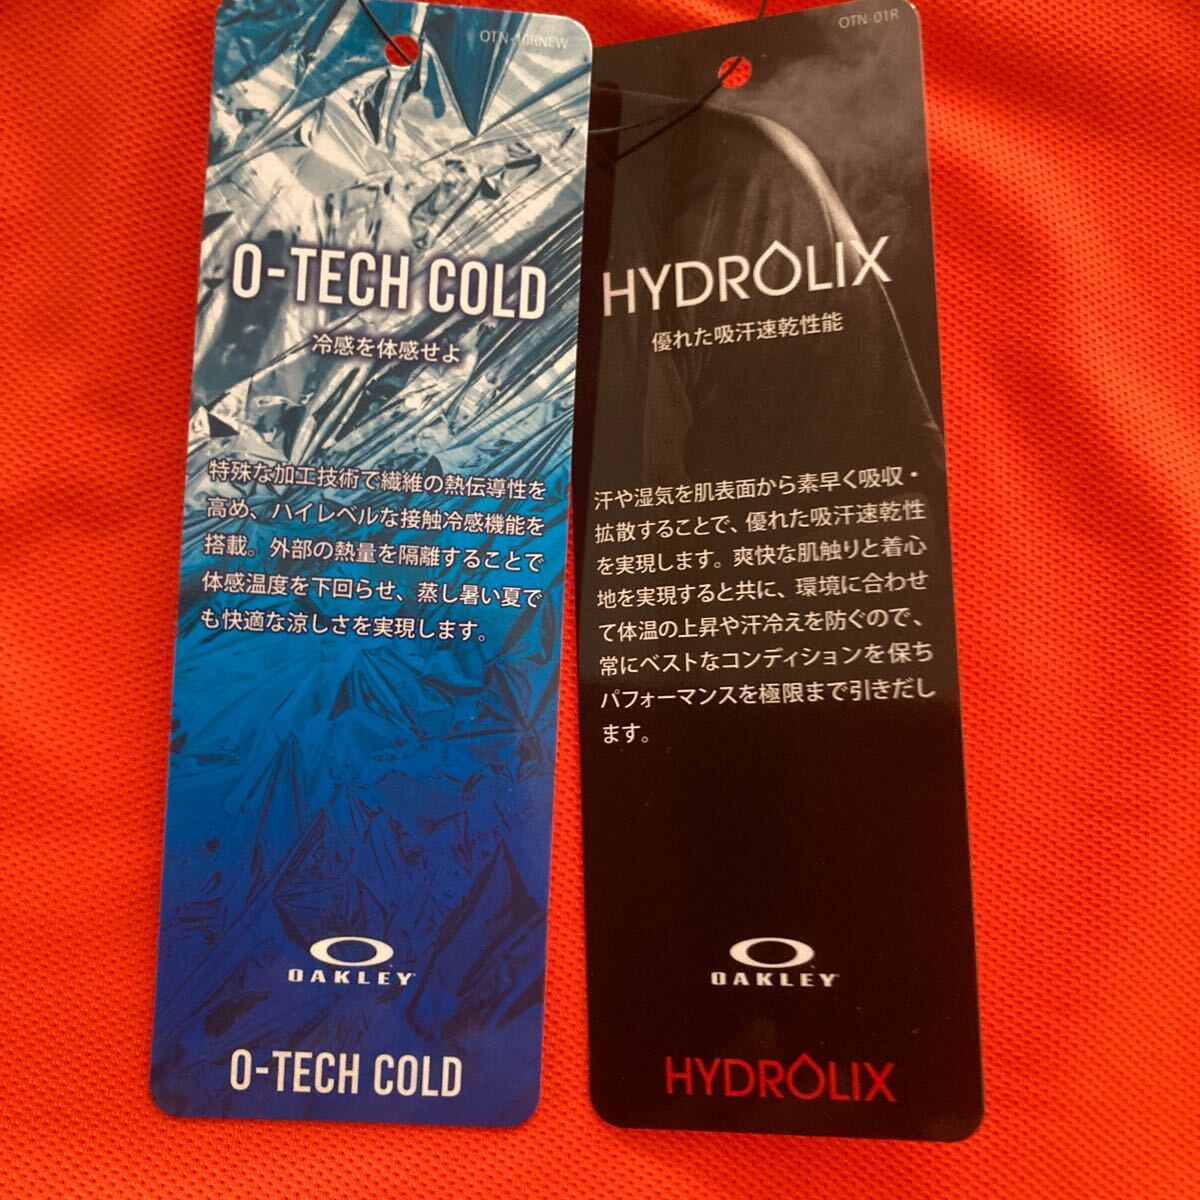 OTN-10RNEW
O-TECH COLD
冷感を体感せよ
特殊な加工技術で繊維の熱伝導性を
高め、ハイレベルな接触冷感機能を
搭載。外部の熱量を隔離することで
体感温度を下回らせ、蒸し暑い夏で
も快適な涼しさを実現します。
OAKLEY
O-TECH COLD
OTN-01R
HYDROLIX
優れた吸汗速乾性能
汗や湿気を肌表面から素早く吸収・
拡散することで、優れた吸汗速乾性
を実現します。爽快な肌触りと着心
地を実現すると共に、環境に合わせ
て体温の上昇や汗冷えを防ぐので、
常にベストなコンディションを保ち
パフォーマンスを極限まで引きだし
ます。
OAKLEY
HYDROLIX